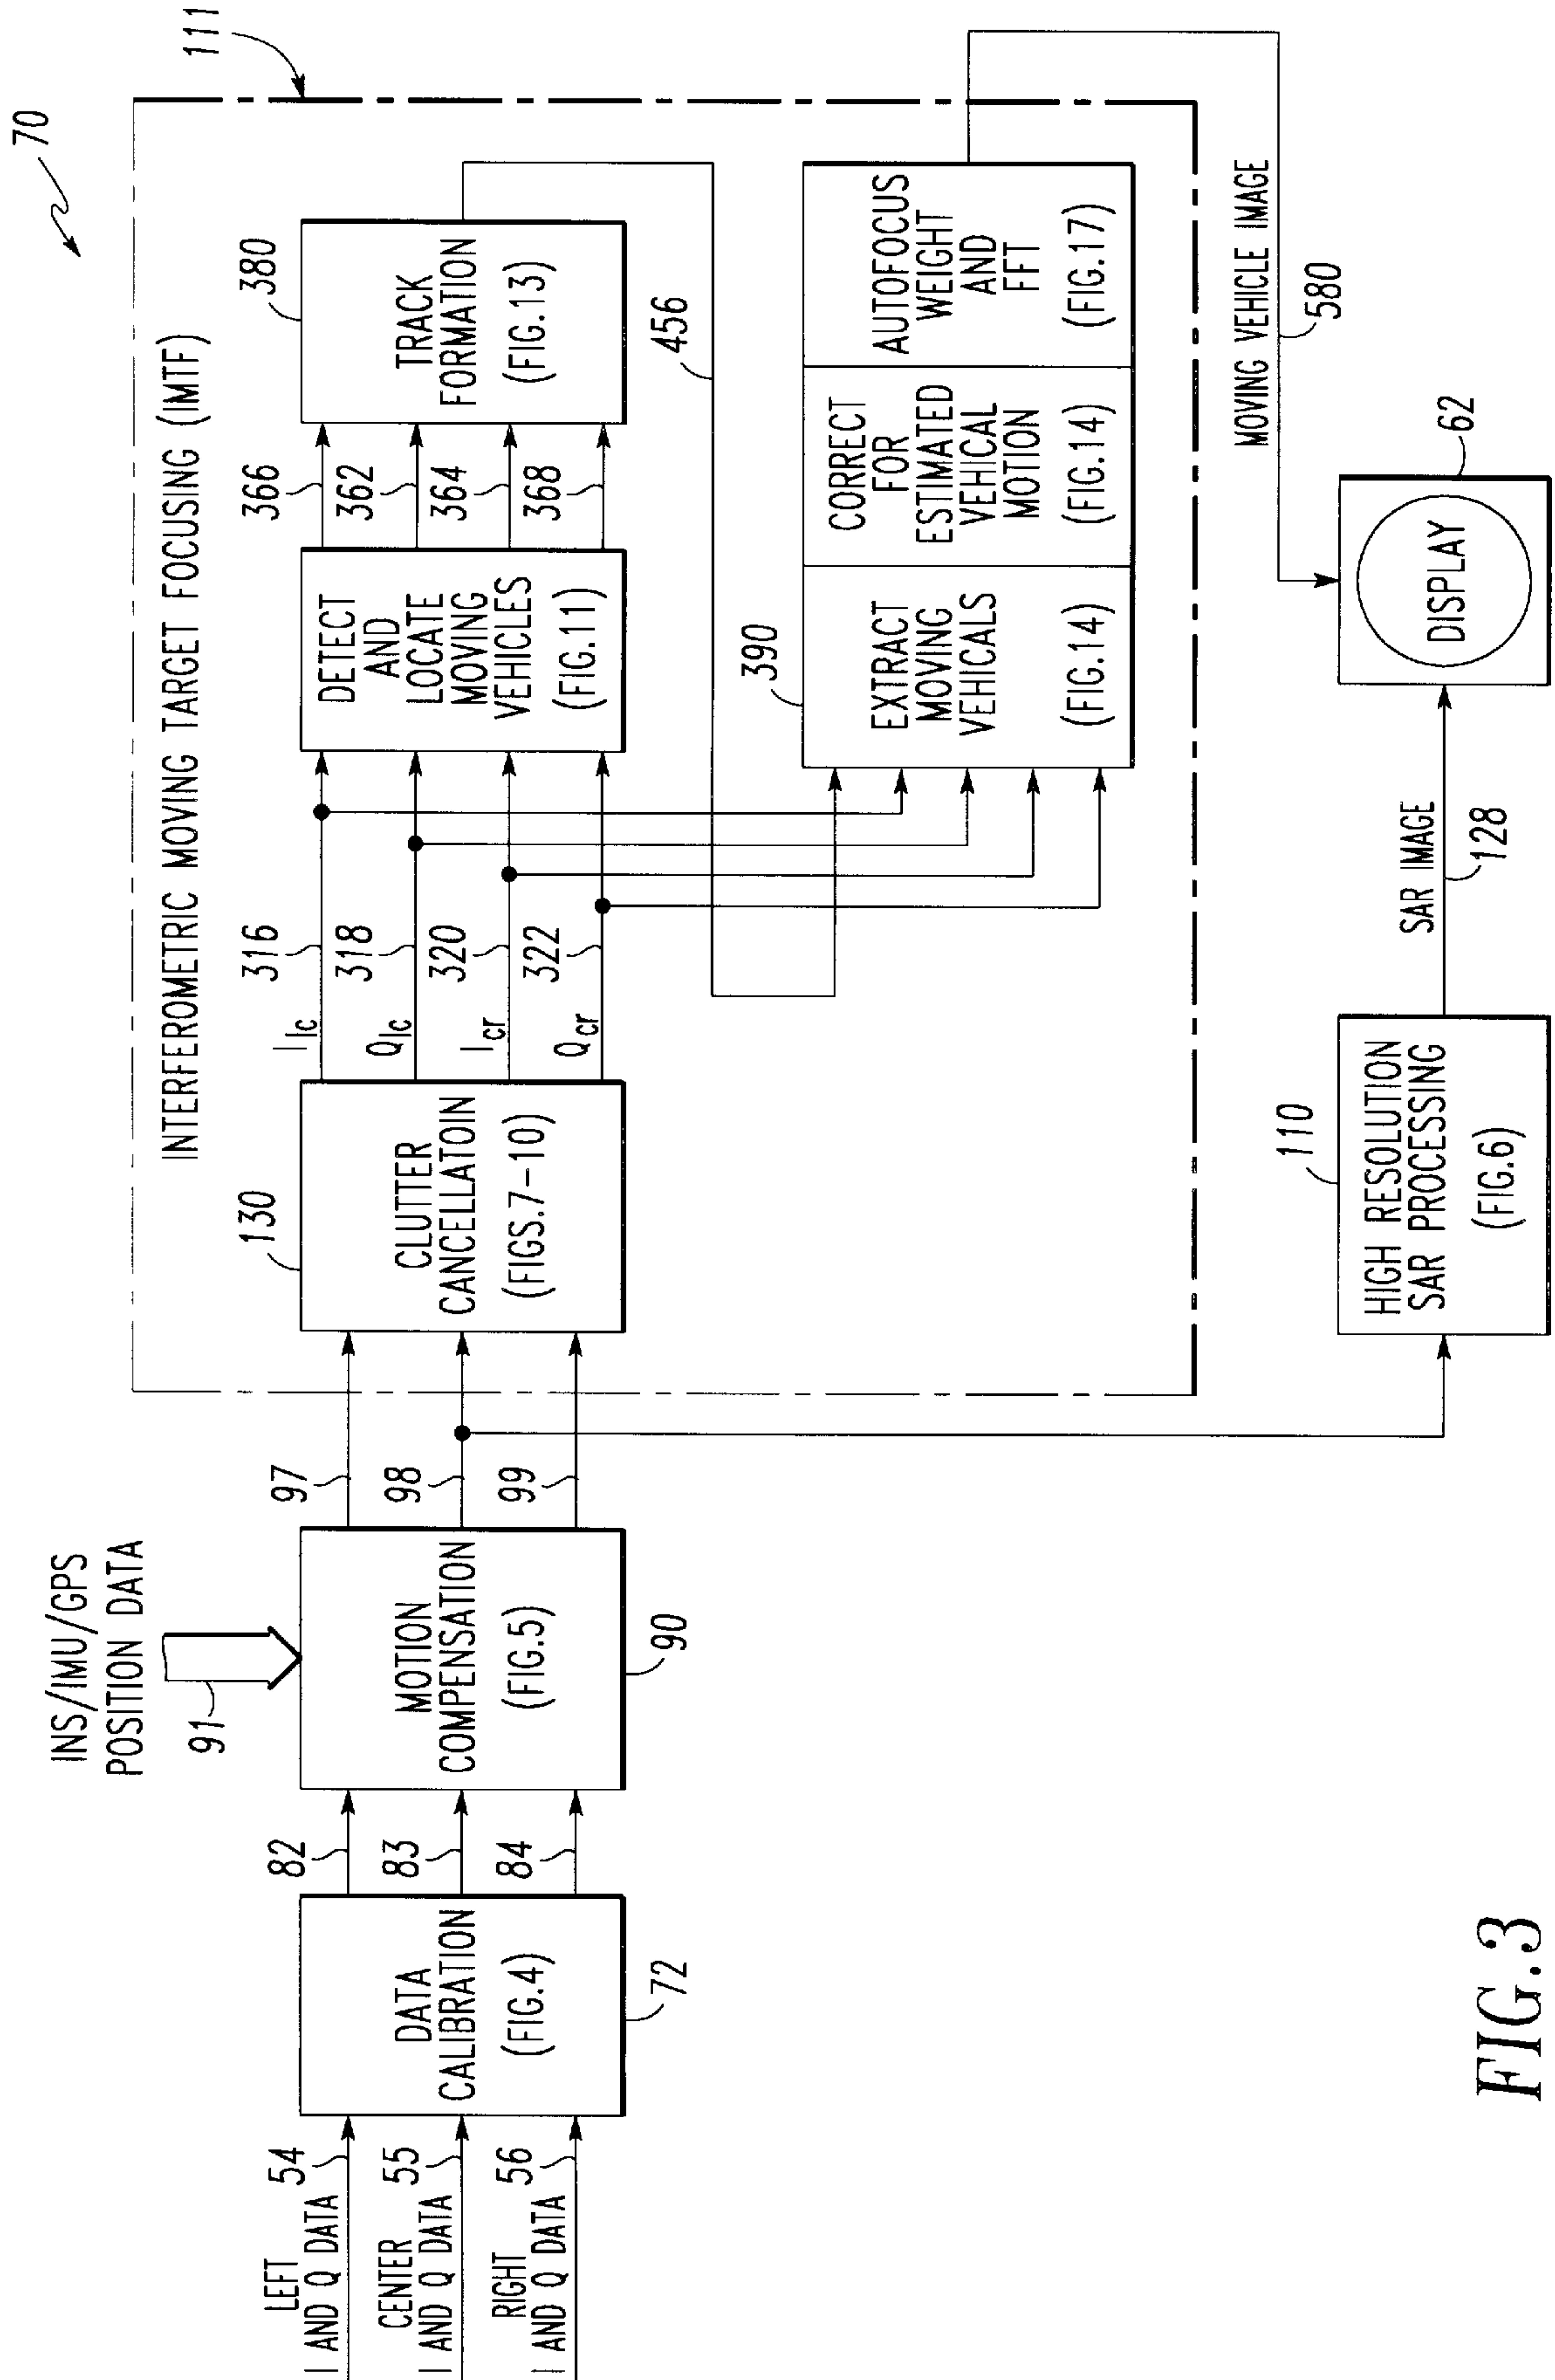 70
INTERFEROMETRIC MOVING TARGET FOCUSING (IMTF)
111
INS/IMU/GPS
POSITION DATA
91
LEFT
I AND Q DATA
54
CENTER
I AND Q DATA
55
RIGHT
I AND Q DATA
56
DATA
CALIBRATION
(FIG.4)
72
82
83
84
MOTION
COMPENSATION
(FIG.5)
90
97
98
99
130
CLUTTER
CANCELLATOIN
(FIGS.7-10)
Ilc
316
Qlc
318
Icr
320
Qcr
322
DETECT
AND
LOCATE
MOVING
VEHICLES
(FIG.11)
366
362
364
368
380
TRACK
FORMATION
(FIG.13)
456
390
EXTRACT
MOVING
VEHICALS
(FIG.14)
CORRECT
FOR
ESTIMATED
VEHICAL
MOTION
(FIG.14)
AUTOFOCUS
WEIGHT
AND
FFT
(FIG.17)
MOVING VEHICLE IMAGE
580
110
HIGH RESOLUTION
SAR PROCESSING
(FIG.6)
SAR IMAGE
128
62
DISPLAY
FIG.3